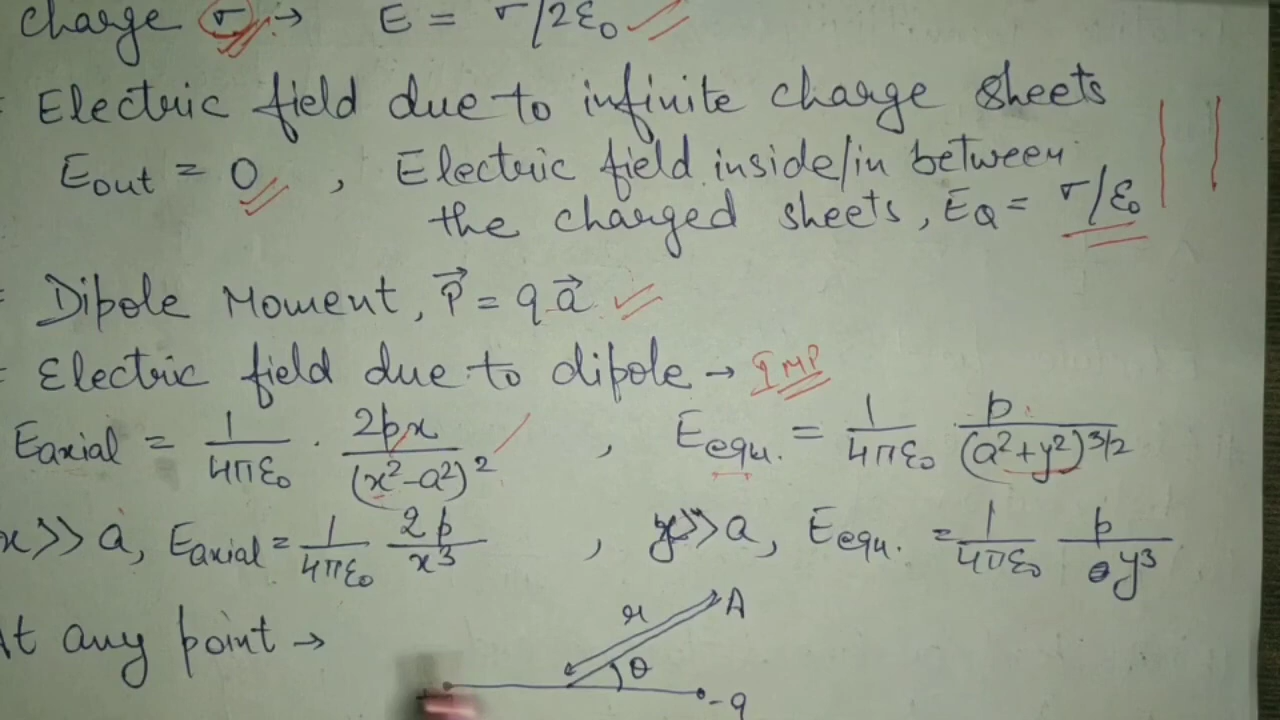 charge σ → E = σ/2ε₀
= Electric field due to infinite charge sheets
Eout = 0 , Electric field inside/in between
the charged sheets, EQ = σ/ε₀
= Dipole Moment, p⃗ = q a⃗
= Electric field due to dipole → IMP
Eaxial = 1/4πε₀ · 2px/(x²-a²)² , Eequ. = 1/4πε₀ p/(a²+y²)^3/2
x>>a, Eaxial = 1/4πε₀ 2p/x³ , y>>a, Eequ. = 1/4πε₀ p/y³
At any point →
r A
θ
-q